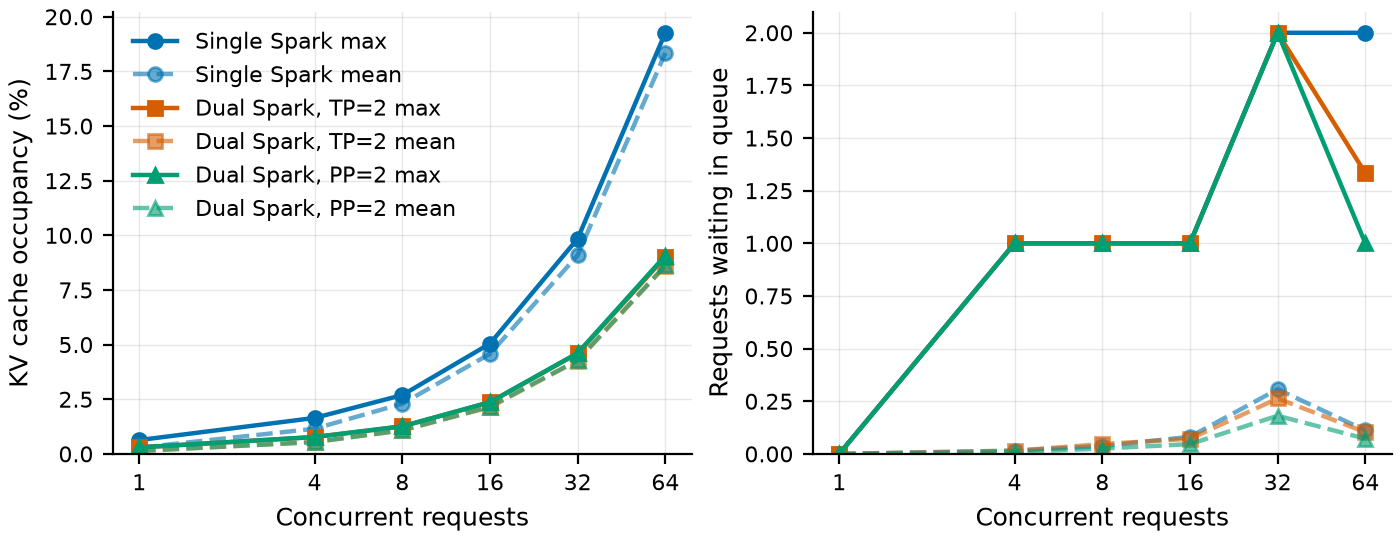 KV cache occupancy (%)
20.0
17.5
15.0
12.5
10.0
7.5
5.0
2.5
0.0
Single Spark max
Single Spark mean
Dual Spark, TP=2 max
Dual Spark, TP=2 mean
Dual Spark, PP=2 max
Dual Spark, PP=2 mean
1 4 8 16 32 64
Concurrent requests
Requests waiting in queue
2.00
1.75
1.50
1.25
1.00
0.75
0.50
0.25
0.00
1 4 8 16 32 64
Concurrent requests